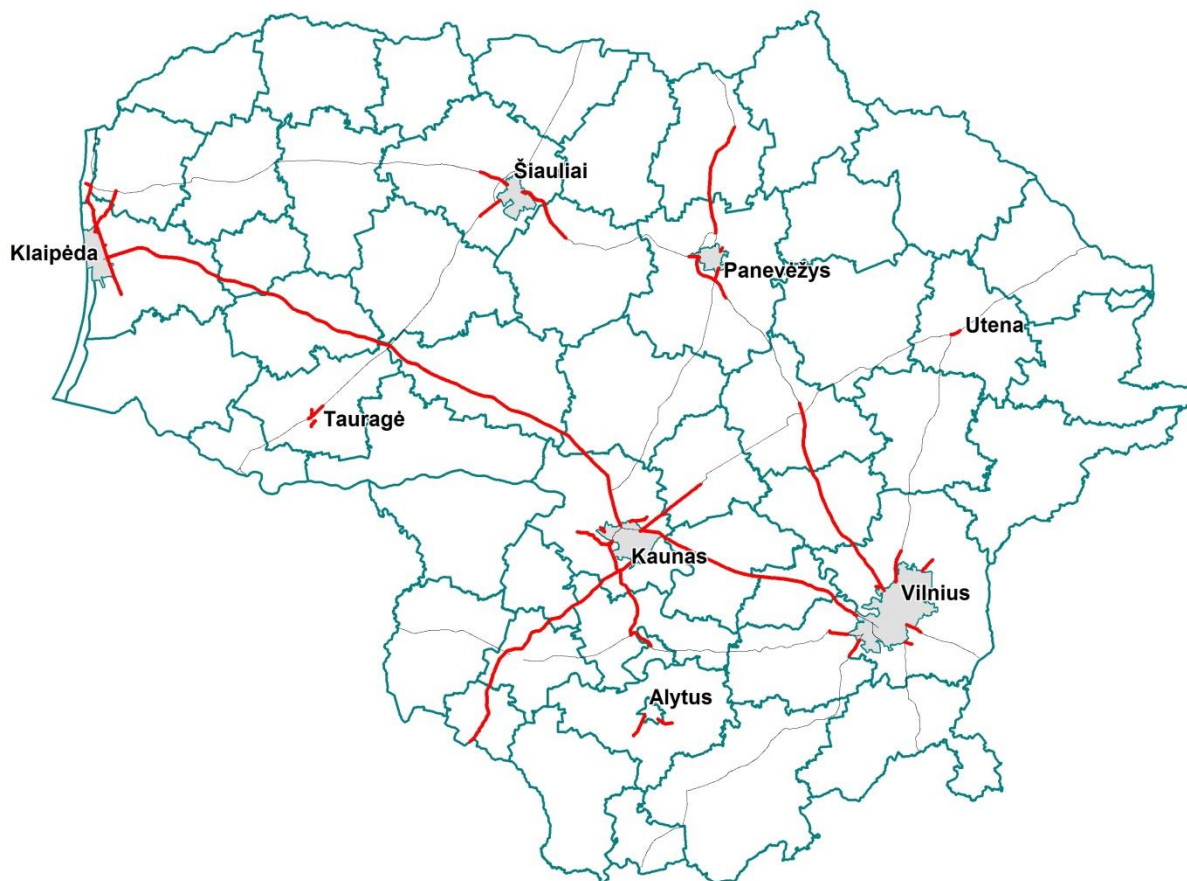 Šiauliai
Klaipėda
Panevėžys
Utena
Tauragė
Kaunas
Vilnius
Alytus